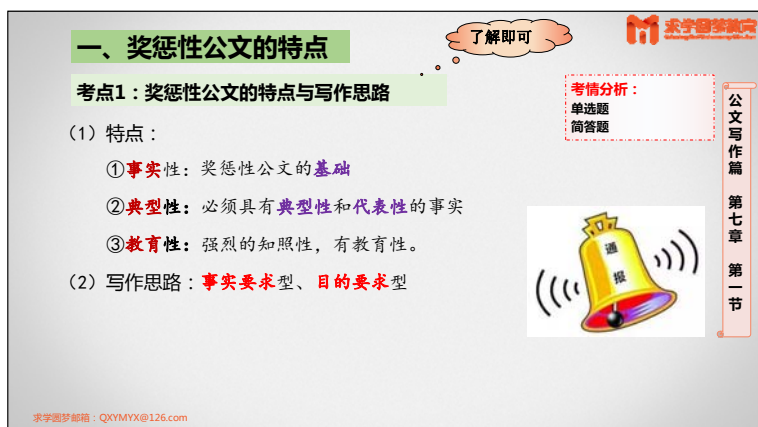 一、奖惩性公文的特点
了解即可
求学圆梦教育
考点1：奖惩性公文的特点与写作思路
考情分析：
单选题
简答题
（1）特点：
①事实性：奖惩性公文的基础
②典型性：必须具有典型性和代表性的事实
③教育性：强烈的知照性，有教育性。
（2）写作思路：事实要求型、目的要求型
通报
公文写作篇 第七章 第一节
求学圆梦邮箱：QXYMYX@126.com